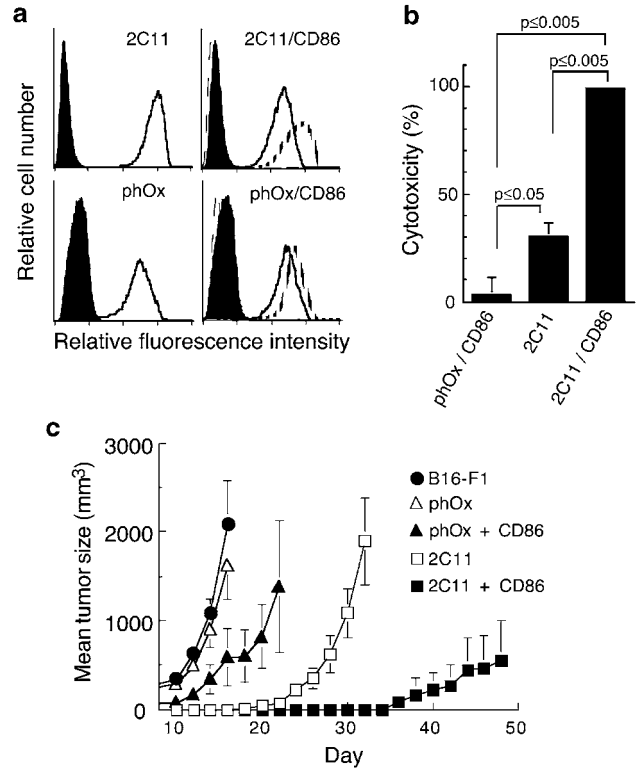 a
2C11
2C11/CD86
phOx
phOx/CD86
Relative cell number
Relative fluorescence intensity
b
p≤0.005
p≤0.005
p≤0.05
Cytotoxicity (%)
100
50
0
phOx / CD86
2C11
2C11 / CD86
c
Mean tumor size (mm³)
3000
2000
1000
0
10
20
30
40
50
Day
B16-F1
phOx
phOx + CD86
2C11
2C11 + CD86